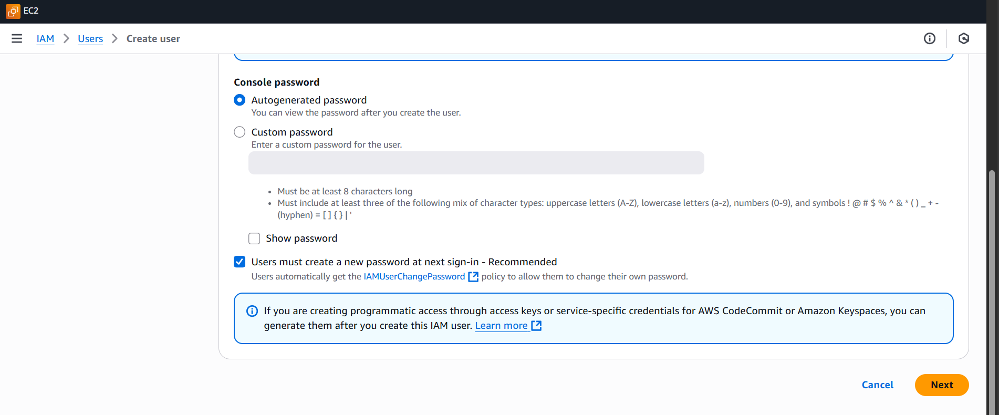 EC2
IAM > Users > Create user
Console password
Autogenerated password
You can view the password after you create the user.
Custom password
Enter a custom password for the user.
• Must be at least 8 characters long
• Must include at least three of the following mix of character types: uppercase letters (A-Z), lowercase letters (a-z), numbers (0-9), and symbols ! @ # $ % ^ & * ( ) _ + -
(hyphen) = [ ] { } | '
Show password
Users must create a new password at next sign-in - Recommended
Users automatically get the IAMUserChangePassword policy to allow them to change their own password.
If you are creating programmatic access through access keys or service-specific credentials for AWS CodeCommit or Amazon Keyspaces, you can
generate them after you create this IAM user. Learn more
Cancel Next